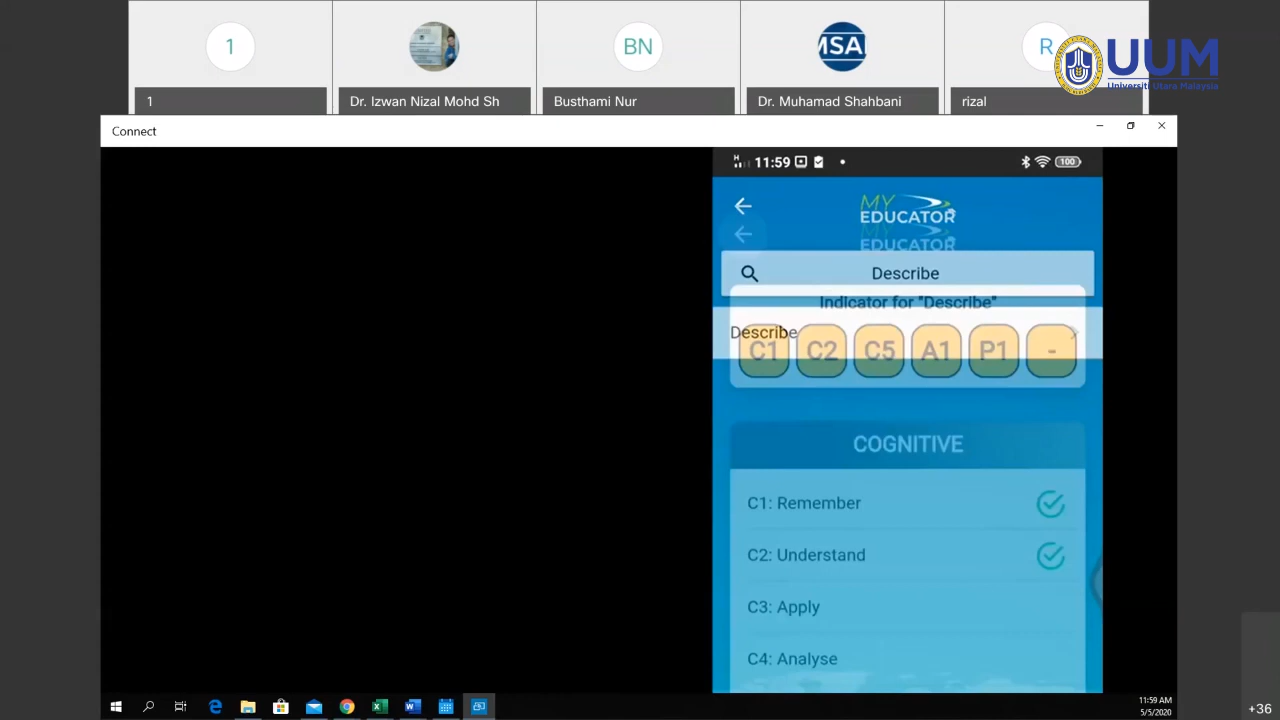 1
BN
MSA
R
UUM
Universiti Utara Malaysia
1
Dr. Izwan Nizal Mohd Sh
Busthami Nur
Dr. Muhamad Shahbani
rizal
Connect
H 11:59
100
MY
EDUCATOR
MY
EDUCATOR
Describe
Indicator for "Describe"
Describe
C1 C2 C5 A1 P1 -
COGNITIVE
C1: Remember
C2: Understand
C3: Apply
C4: Analyse
11:59 AM
5/5/2020
+36